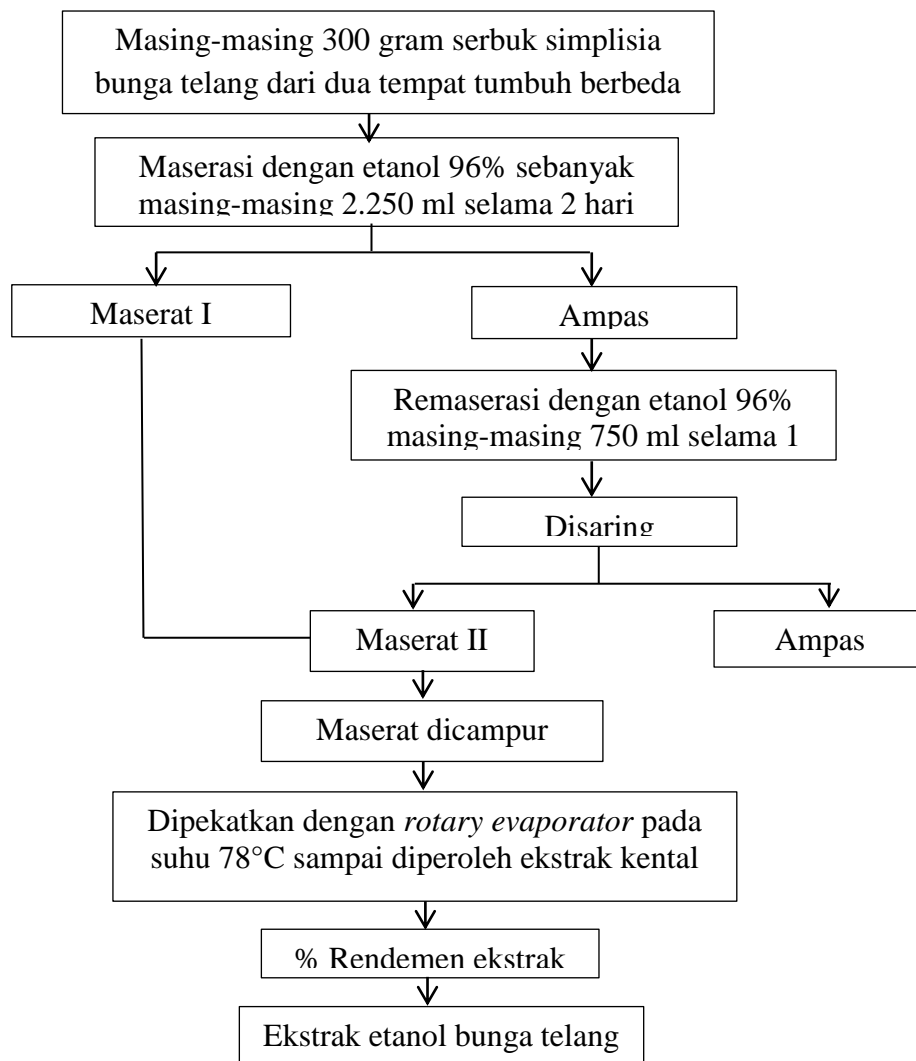 Masing-masing 300 gram serbuk simplisia
bunga telang dari dua tempat tumbuh berbeda
Maserasi dengan etanol 96% sebanyak
masing-masing 2.250 ml selama 2 hari
Maserat I
Ampas
Remaserasi dengan etanol 96%
masing-masing 750 ml selama 1
Disaring
Maserat II
Ampas
Maserat dicampur
Dipekatkan dengan rotary evaporator pada
suhu 78°C sampai diperoleh ekstrak kental
% Rendemen ekstrak
Ekstrak etanol bunga telang